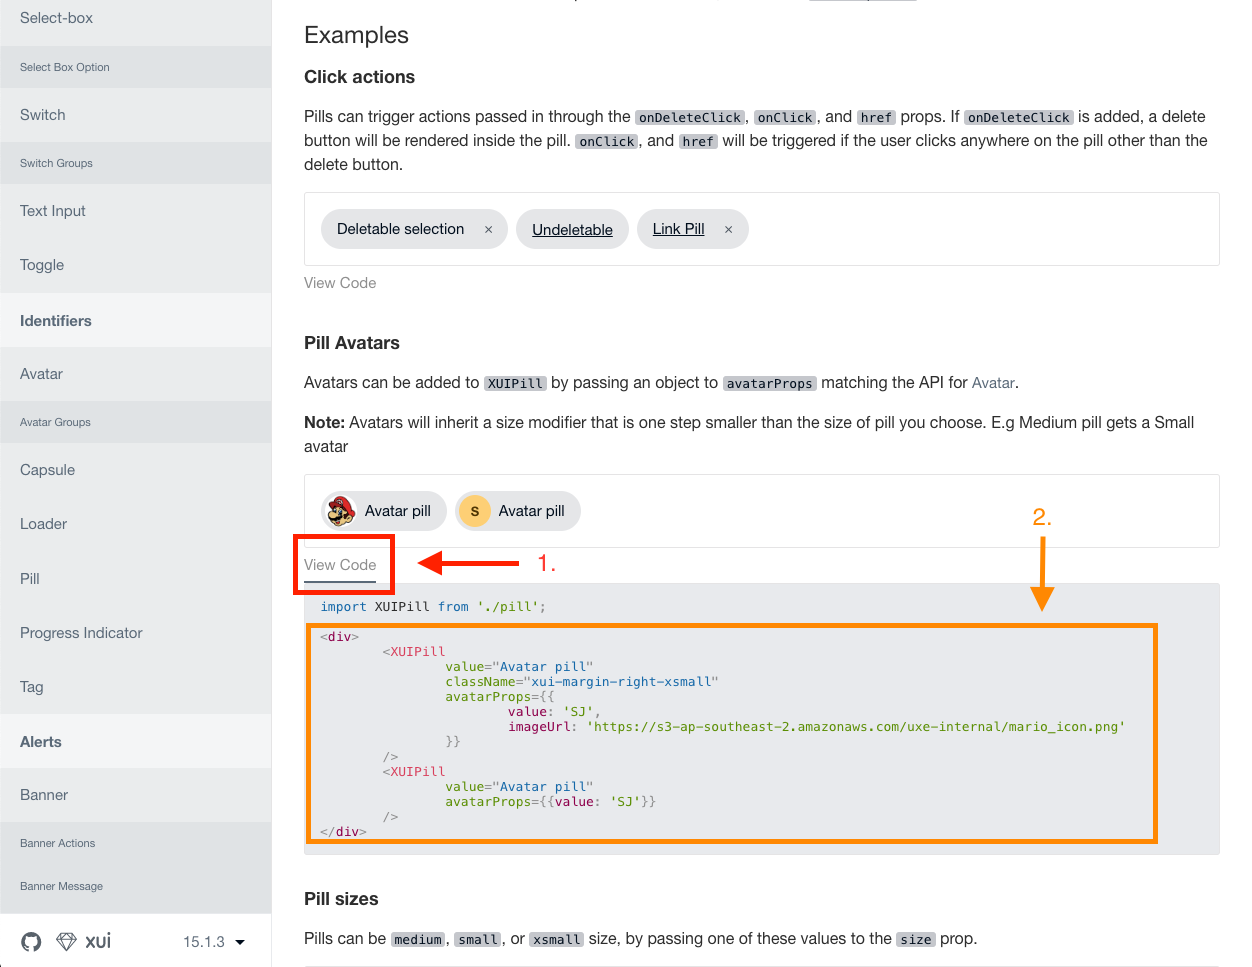 Select-box
Select Box Option
Switch
Switch Groups
Text Input
Toggle
Identifiers
Avatar
Avatar Groups
Capsule
Loader
Pill
Progress Indicator
Tag
Alerts
Banner
Banner Actions
Banner Message
xui 15.1.3
Examples
Click actions
Pills can trigger actions passed in through the onDeleteClick, onClick, and href props. If onDeleteClick is added, a delete
button will be rendered inside the pill. onClick, and href will be triggered if the user clicks anywhere on the pill other than the
delete button.
Deletable selection × Undeletable Link Pill ×
View Code
Pill Avatars
Avatars can be added to XUIPill by passing an object to avatarProps matching the API for Avatar.
Note: Avatars will inherit a size modifier that is one step smaller than the size of pill you choose. E.g Medium pill gets a Small
avatar
Avatar pill S Avatar pill
2.
View Code
1.
import XUIPill from './pill';
<div>
<XUIPill
value="Avatar pill"
className="xui-margin-right-xsmall"
avatarProps={{
value: 'SJ',
imageUrl: 'https://s3-ap-southeast-2.amazonaws.com/uxe-internal/mario_icon.png'
}}
/>
<XUIPill
value="Avatar pill"
avatarProps={{value: 'SJ'}}
/>
</div>
Pill sizes
Pills can be medium, small, or xsmall size, by passing one of these values to the size prop.